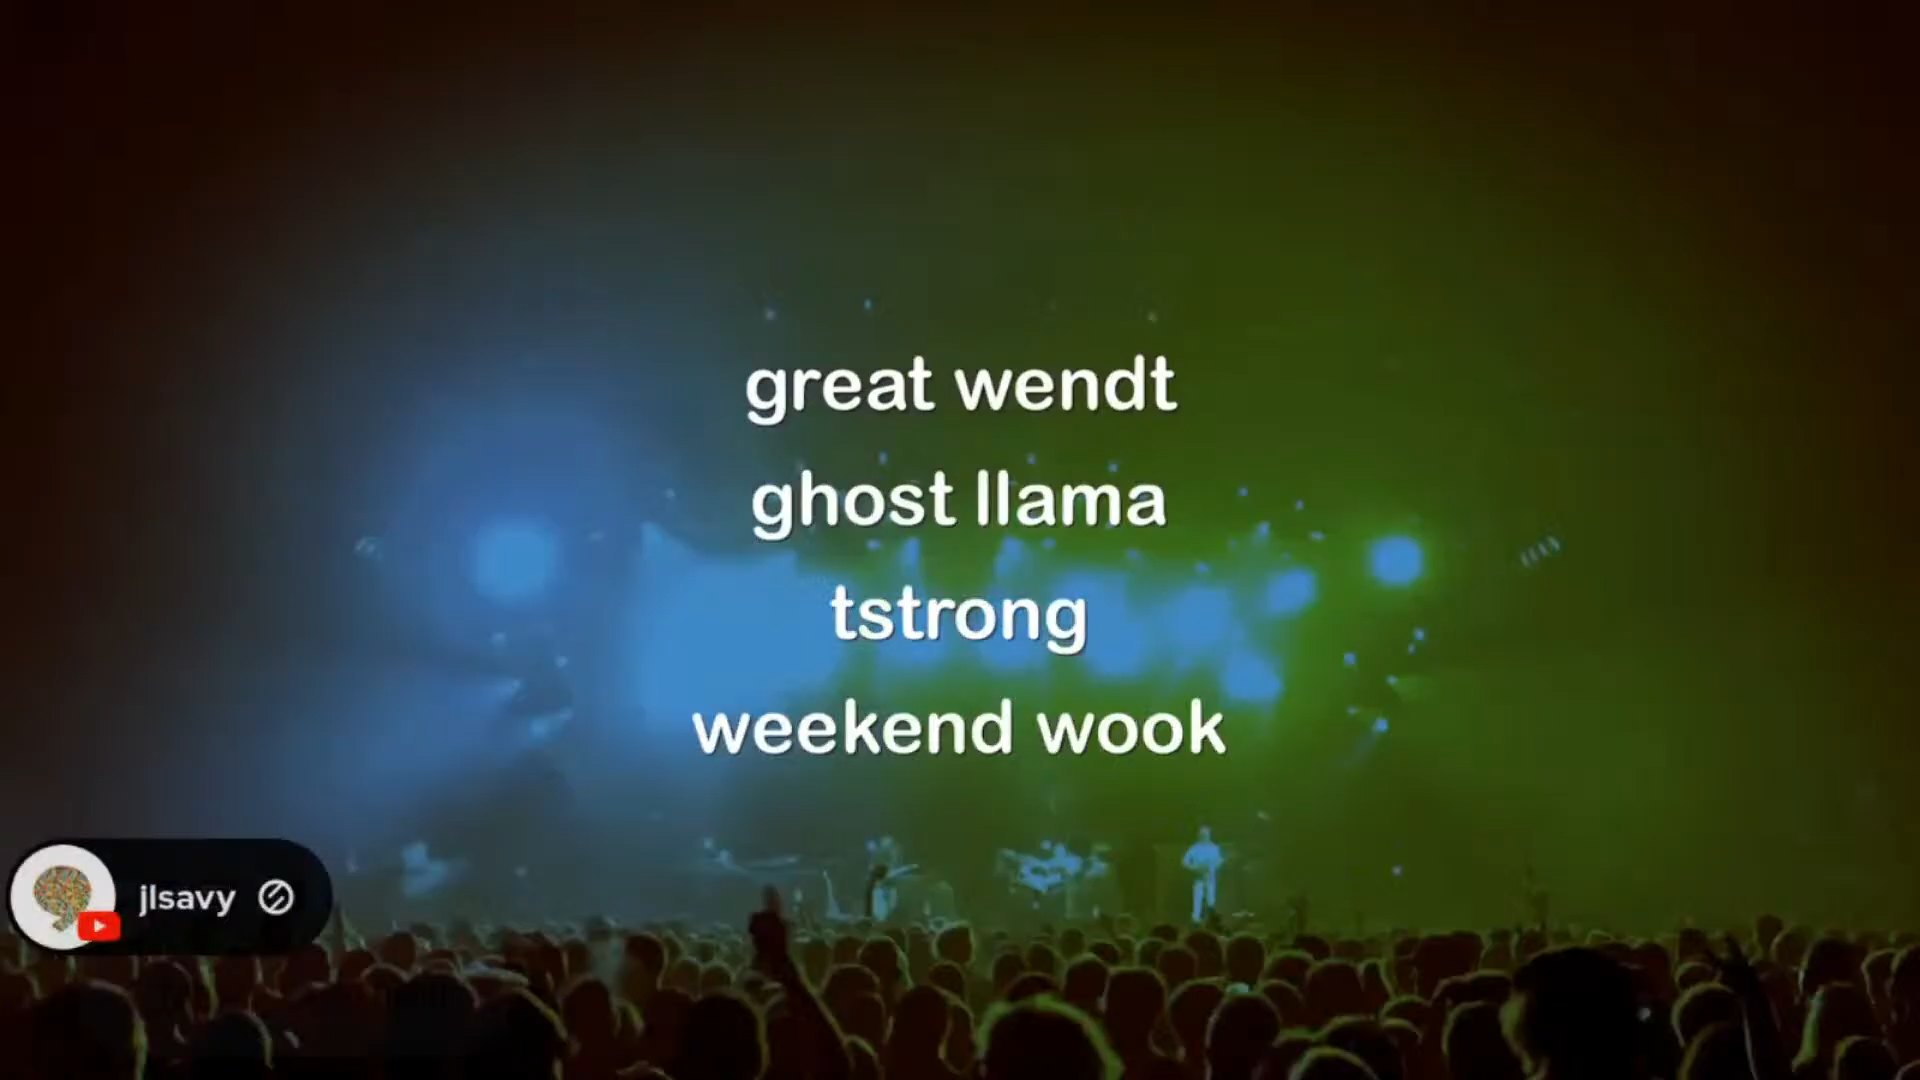 great wendt
ghost llama
tstrong
weekend wook
jlsavy